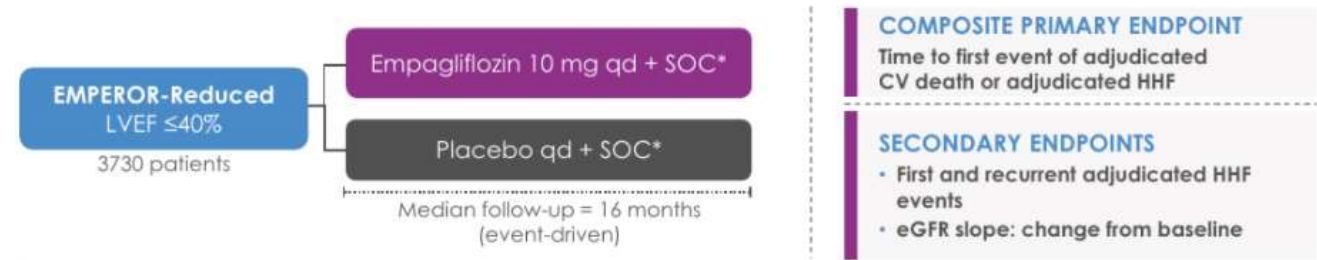 EMPEROR-Reduced
LVEF ≤40%
3730 patients
Empagliflozin 10 mg qd + SOC*
Placebo qd + SOC*
Median follow-up = 16 months
(event-driven)
COMPOSITE PRIMARY ENDPOINT
Time to first event of adjudicated
CV death or adjudicated HHF
SECONDARY ENDPOINTS
• First and recurrent adjudicated HHF
events
• eGFR slope: change from baseline